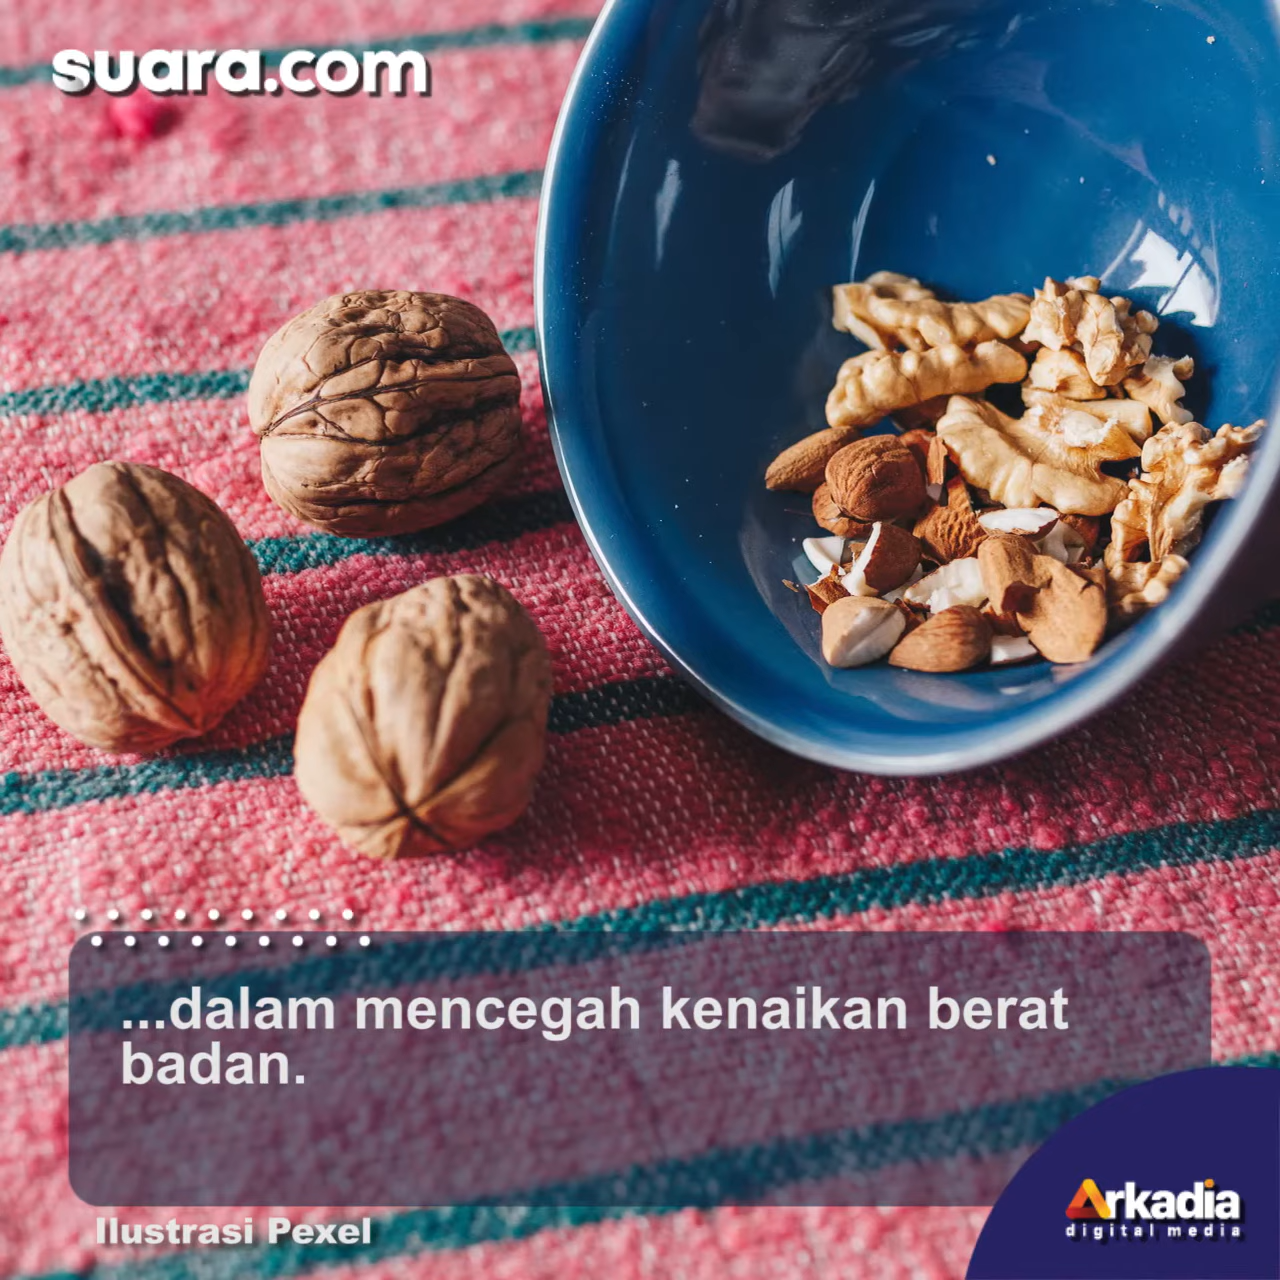 suara.com
...dalam mencegah kenaikan berat
badan.
Ilustrasi Pexel
Arkadia
digital media